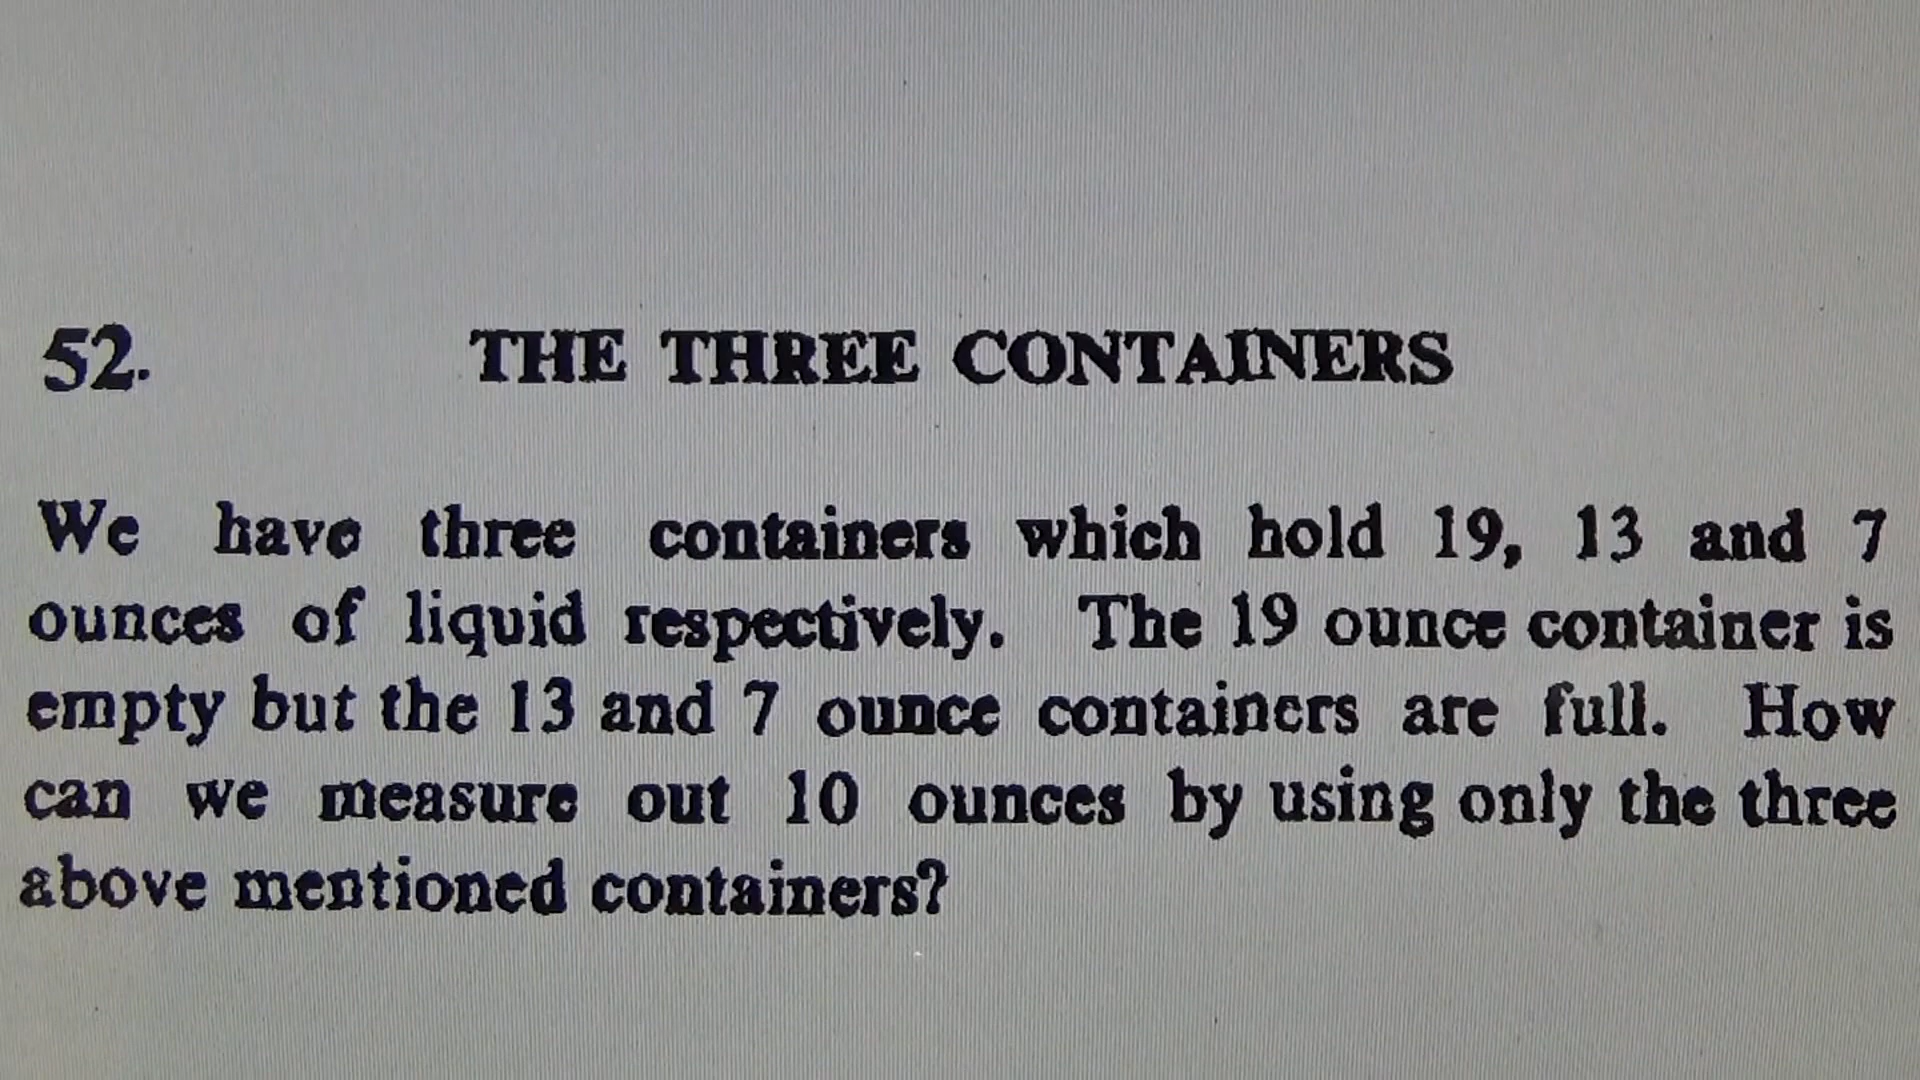 52. THE THREE CONTAINERS
We have three containers which hold 19, 13 and 7
ounces of liquid respectively. The 19 ounce container is
empty but the 13 and 7 ounce containers are full. How
can we measure out 10 ounces by using only the three
above mentioned containers?